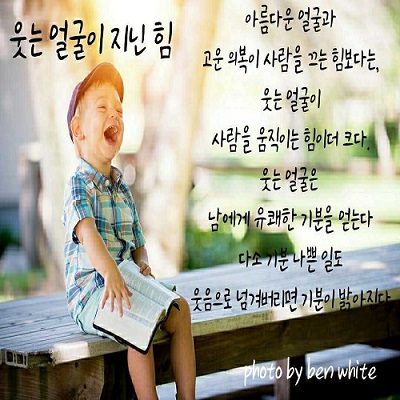 웃는 얼굴이 지닌 힘
아름다운 얼굴과
고운 의복이 사람을 끄는 힘보다는,
웃는 얼굴이
사람을 움직이는 힘이더 크다.
웃는 얼굴은
남에게 유쾌한 기분을 얻는다
다소 기분 나쁜 일도
웃음으로 넘겨버리면 기분이 밝아진다.
photo by ben white